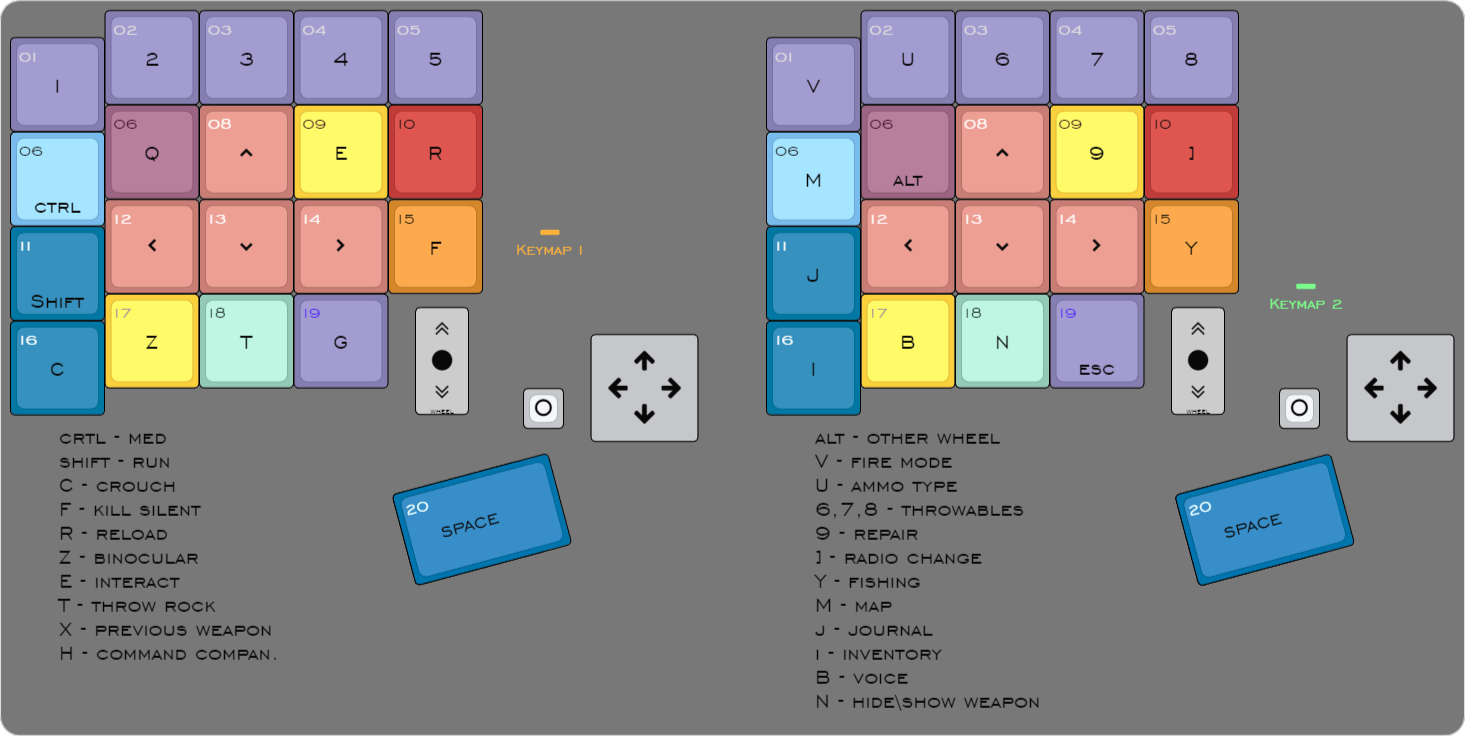 02 03 04 05
01 2 3 4 5
I
06 08 09 10
06 Q ^ E R
CTRL
12 13 14 15
11 < ⌄ > F
SHIFT
17 18 19
16 Z T G
C
WHEEL
KEYMAP 1
CRTL - MED
SHIFT - RUN
C - CROUCH
F - KILL SILENT
R - RELOAD
Z - BINOCULAR
E - INTERACT
T - THROW ROCK
X - PREVIOUS WEAPON
H - COMMAND COMPAN.
20
SPACE
02 03 04 05
01 U 6 7 8
V
06 08 09 10
06 ^ 9 ]
M ALT
12 13 14 15
11 < ⌄ > Y
J
17 18 19
16 B N
I ESC
WHEEL
KEYMAP 2
ALT - OTHER WHEEL
V - FIRE MODE
U - AMMO TYPE
6,7,8 - THROWABLES
9 - REPAIR
] - RADIO CHANGE
Y - FISHING
M - MAP
J - JOURNAL
I - INVENTORY
B - VOICE
N - HIDE\SHOW WEAPON
20
SPACE